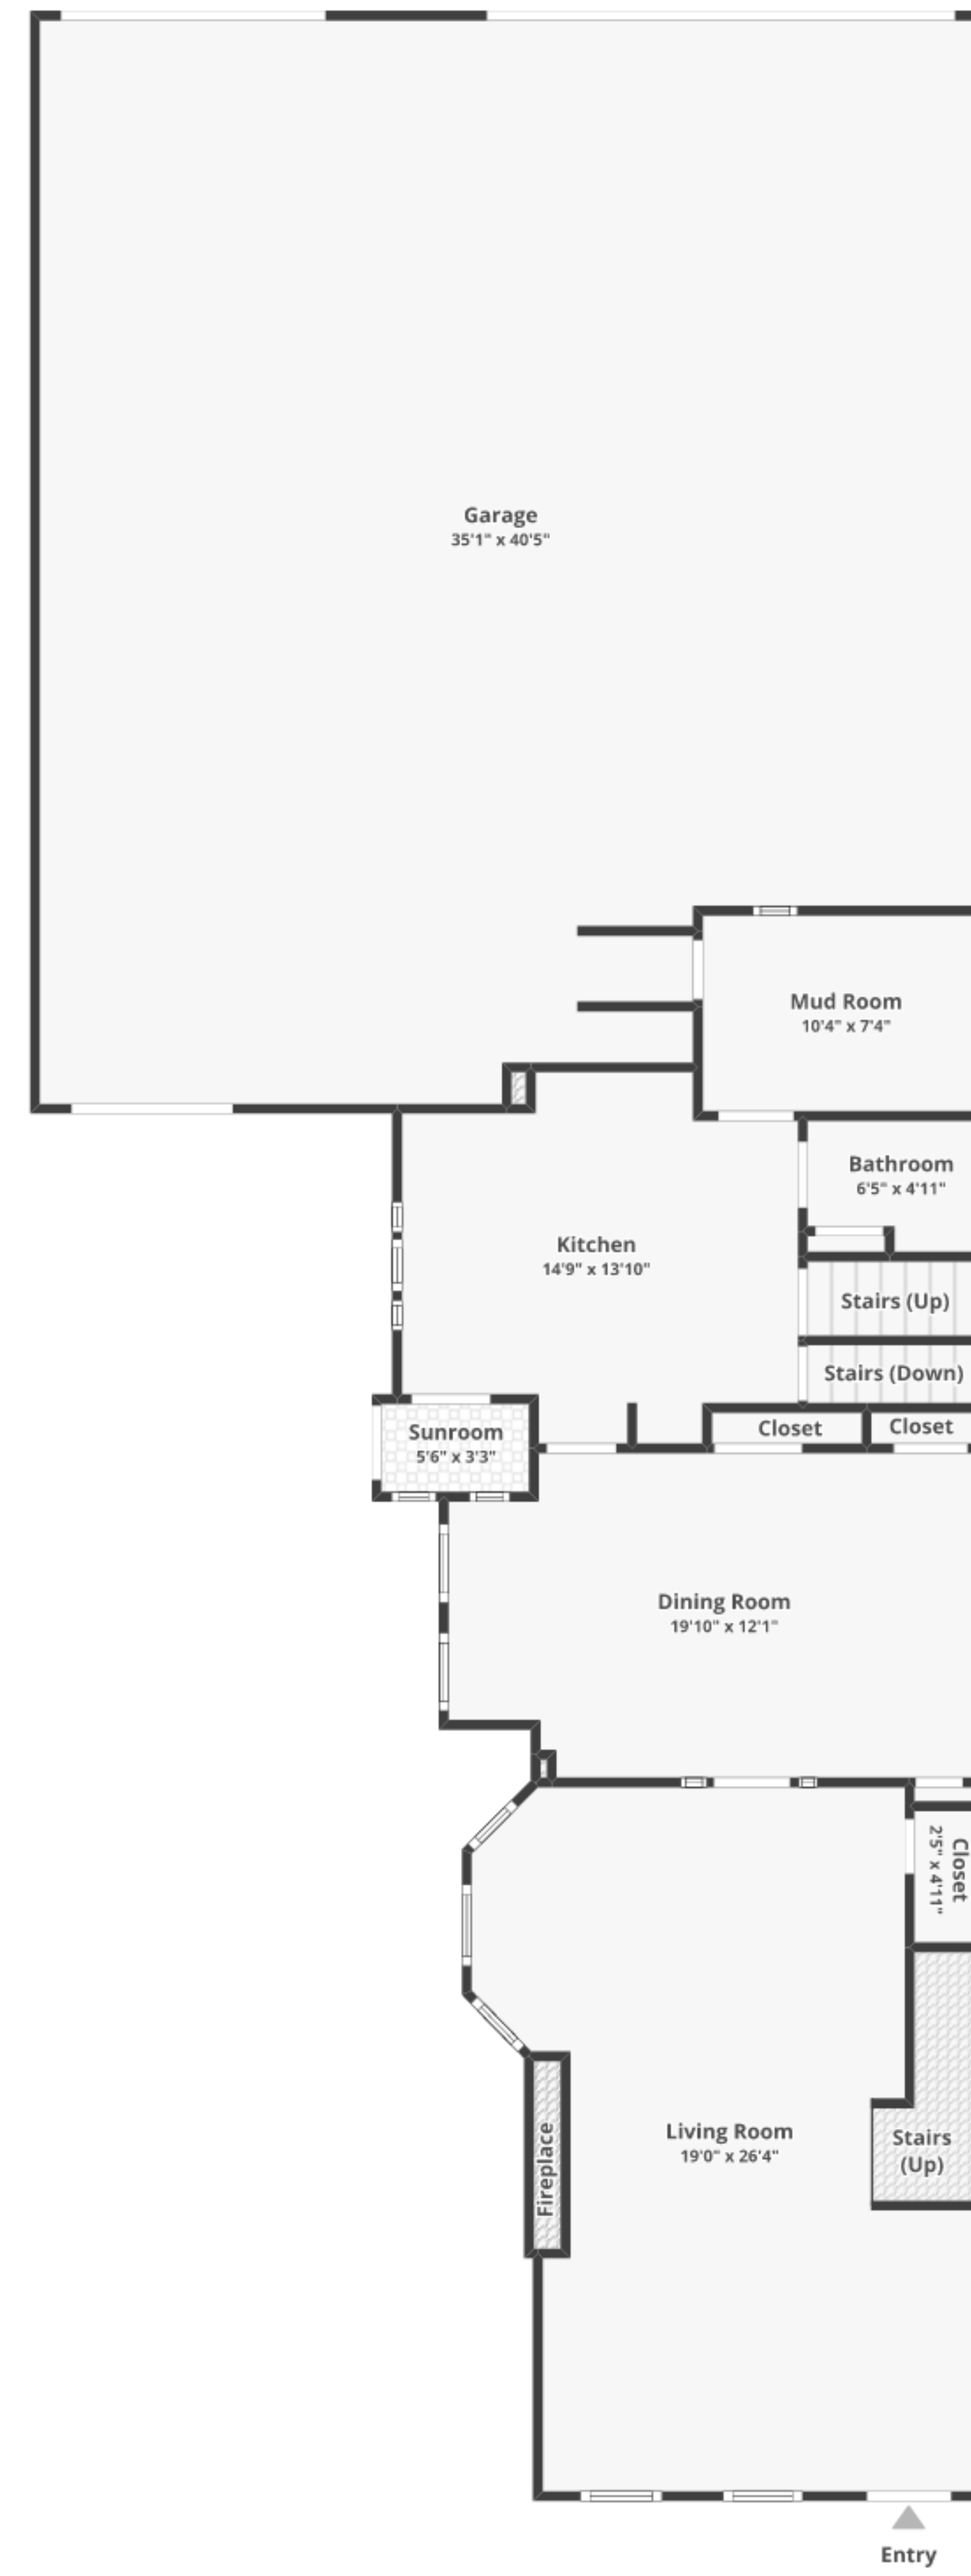 Garage
35'1" x 40'5"
Mud Room
10'4" x 7'4"
Bathroom
6'5" x 4'11"
Kitchen
14'9" x 13'10"
Stairs (Up)
Stairs (Down)
Closet
Closet
Sunroom
5'6" x 3'3"
Dining Room
19'10" x 12'1"
Closet
2'5" x 4'11"
Living Room
19'0" x 26'4"
Stairs
(Up)
Fireplace
Entry